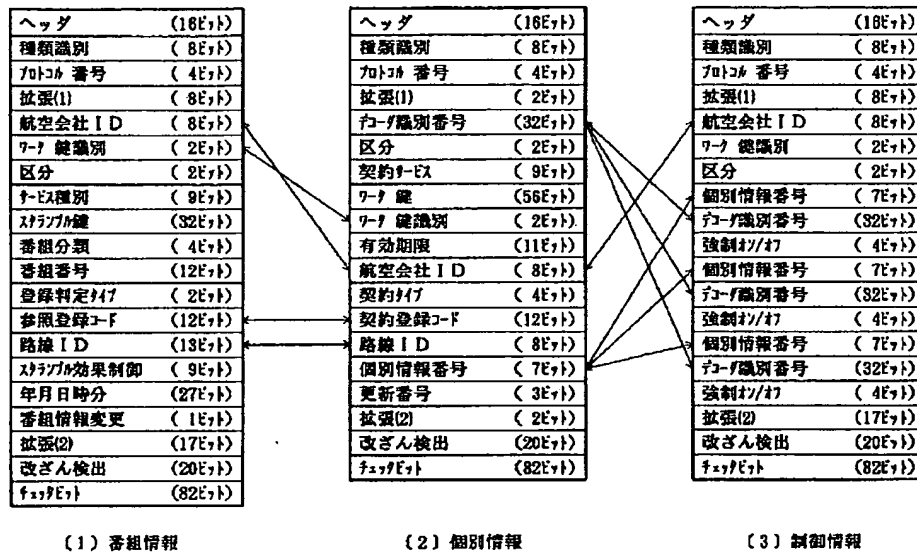 ヘッダ (16ビット)
種類識別 ( 8ビット)
プロトコル 番号 ( 4ビット)
拡張(1) ( 8ビット)
航空会社ID ( 8ビット)
ワーク 鍵識別 ( 2ビット)
区分 ( 2ビット)
サービス種別 ( 9ビット)
スクランブル鍵 (32ビット)
番組分類 ( 4ビット)
番組番号 (12ビット)
登録判定タイプ ( 2ビット)
参照登録コード (12ビット)
路線ID (13ビット)
スクランブル効果制御 ( 9ビット)
年月日時分 (27ビット)
番組情報変更 ( 1ビット)
拡張(2) (17ビット)
改ざん検出 (20ビット)
チェックビット (82ビット)
(1) 番組情報
ヘッダ (16ビット)
種類識別 ( 8ビット)
プロトコル 番号 ( 4ビット)
拡張(1) ( 2ビット)
デコーダ識別番号 (32ビット)
区分 ( 2ビット)
契約サービス ( 9ビット)
ワーク 鍵 (56ビット)
ワーク 鍵識別 ( 2ビット)
有効期限 (11ビット)
航空会社ID ( 8ビット)
契約タイプ ( 4ビット)
契約登録コード (12ビット)
路線ID ( 8ビット)
個別情報番号 ( 7ビット)
更新番号 ( 3ビット)
拡張(2) ( 2ビット)
改ざん検出 (20ビット)
チェックビット (82ビット)
(2) 個別情報
ヘッダ (16ビット)
種類識別 ( 8ビット)
プロトコル 番号 ( 4ビット)
拡張(1) ( 8ビット)
航空会社ID ( 8ビット)
ワーク 鍵識別 ( 2ビット)
区分 ( 2ビット)
個別情報番号 ( 7ビット)
デコーダ識別番号 (32ビット)
強制オン/オフ ( 4ビット)
個別情報番号 ( 7ビット)
デコーダ識別番号 (32ビット)
強制オン/オフ ( 4ビット)
個別情報番号 ( 7ビット)
デコーダ識別番号 (32ビット)
強制オン/オフ ( 4ビット)
拡張(2) (17ビット)
改ざん検出 (20ビット)
チェックビット (82ビット)
(3) 制御情報